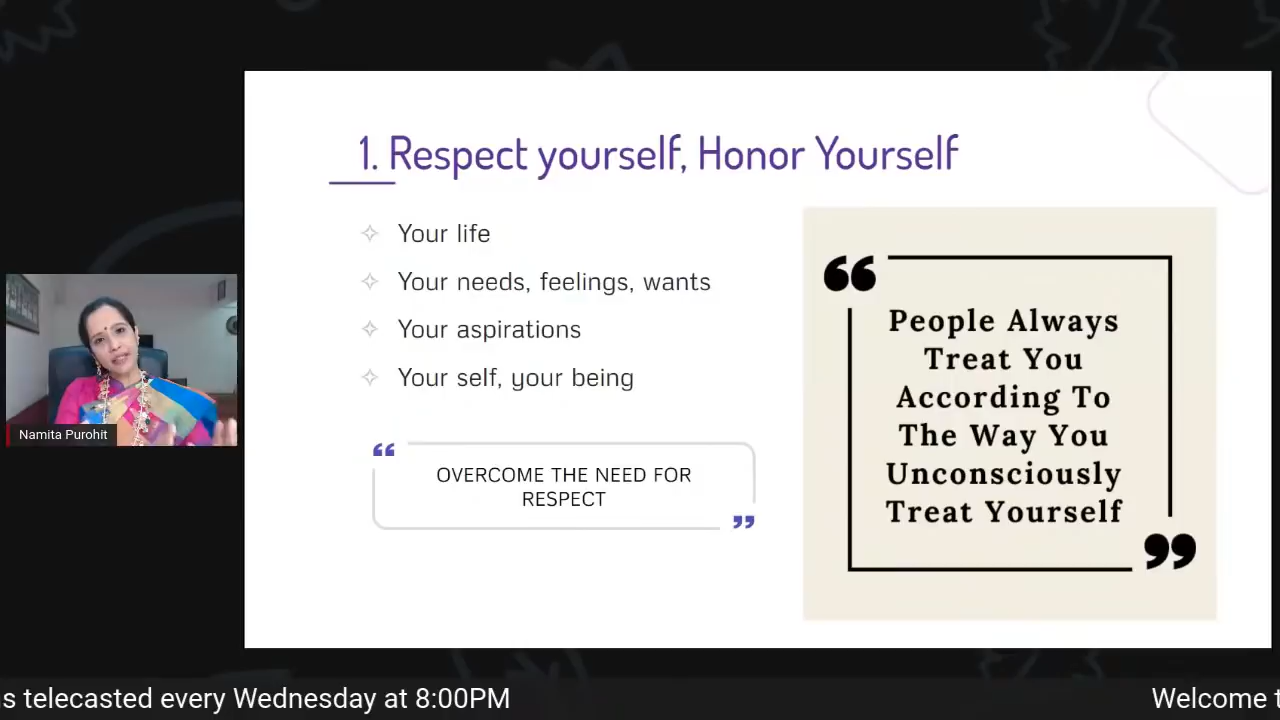 1. Respect yourself, Honor Yourself
Your life
Your needs, feelings, wants
Your aspirations
Your self, your being
“
OVERCOME THE NEED FOR
RESPECT
”
“
People Always
Treat You
According To
The Way You
Unconsciously
Treat Yourself
”
Namita Purohit
s telecasted every Wednesday at 8:00PM
Welcome t